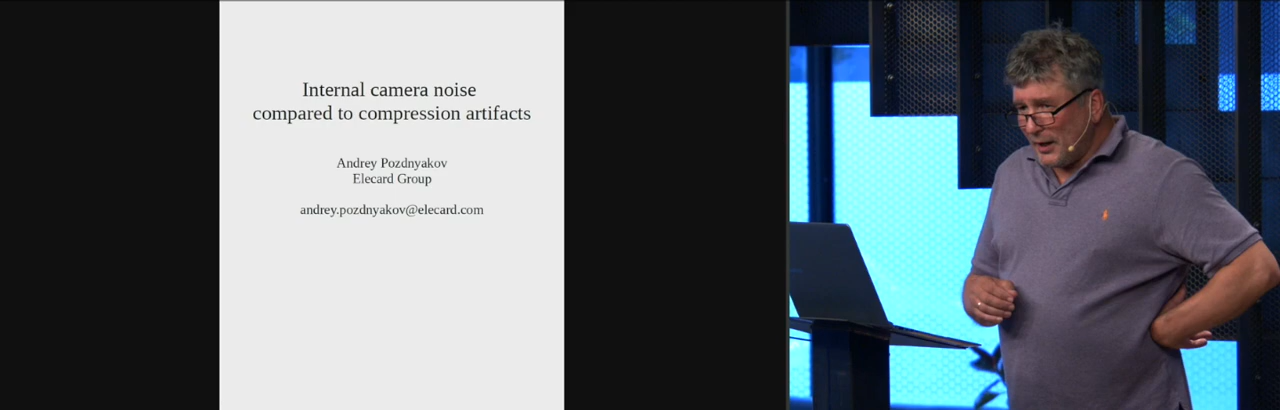 Internal camera noise
compared to compression artifacts
Andrey Pozdnyakov
Elecard Group
andrey.pozdnyakov@elecard.com